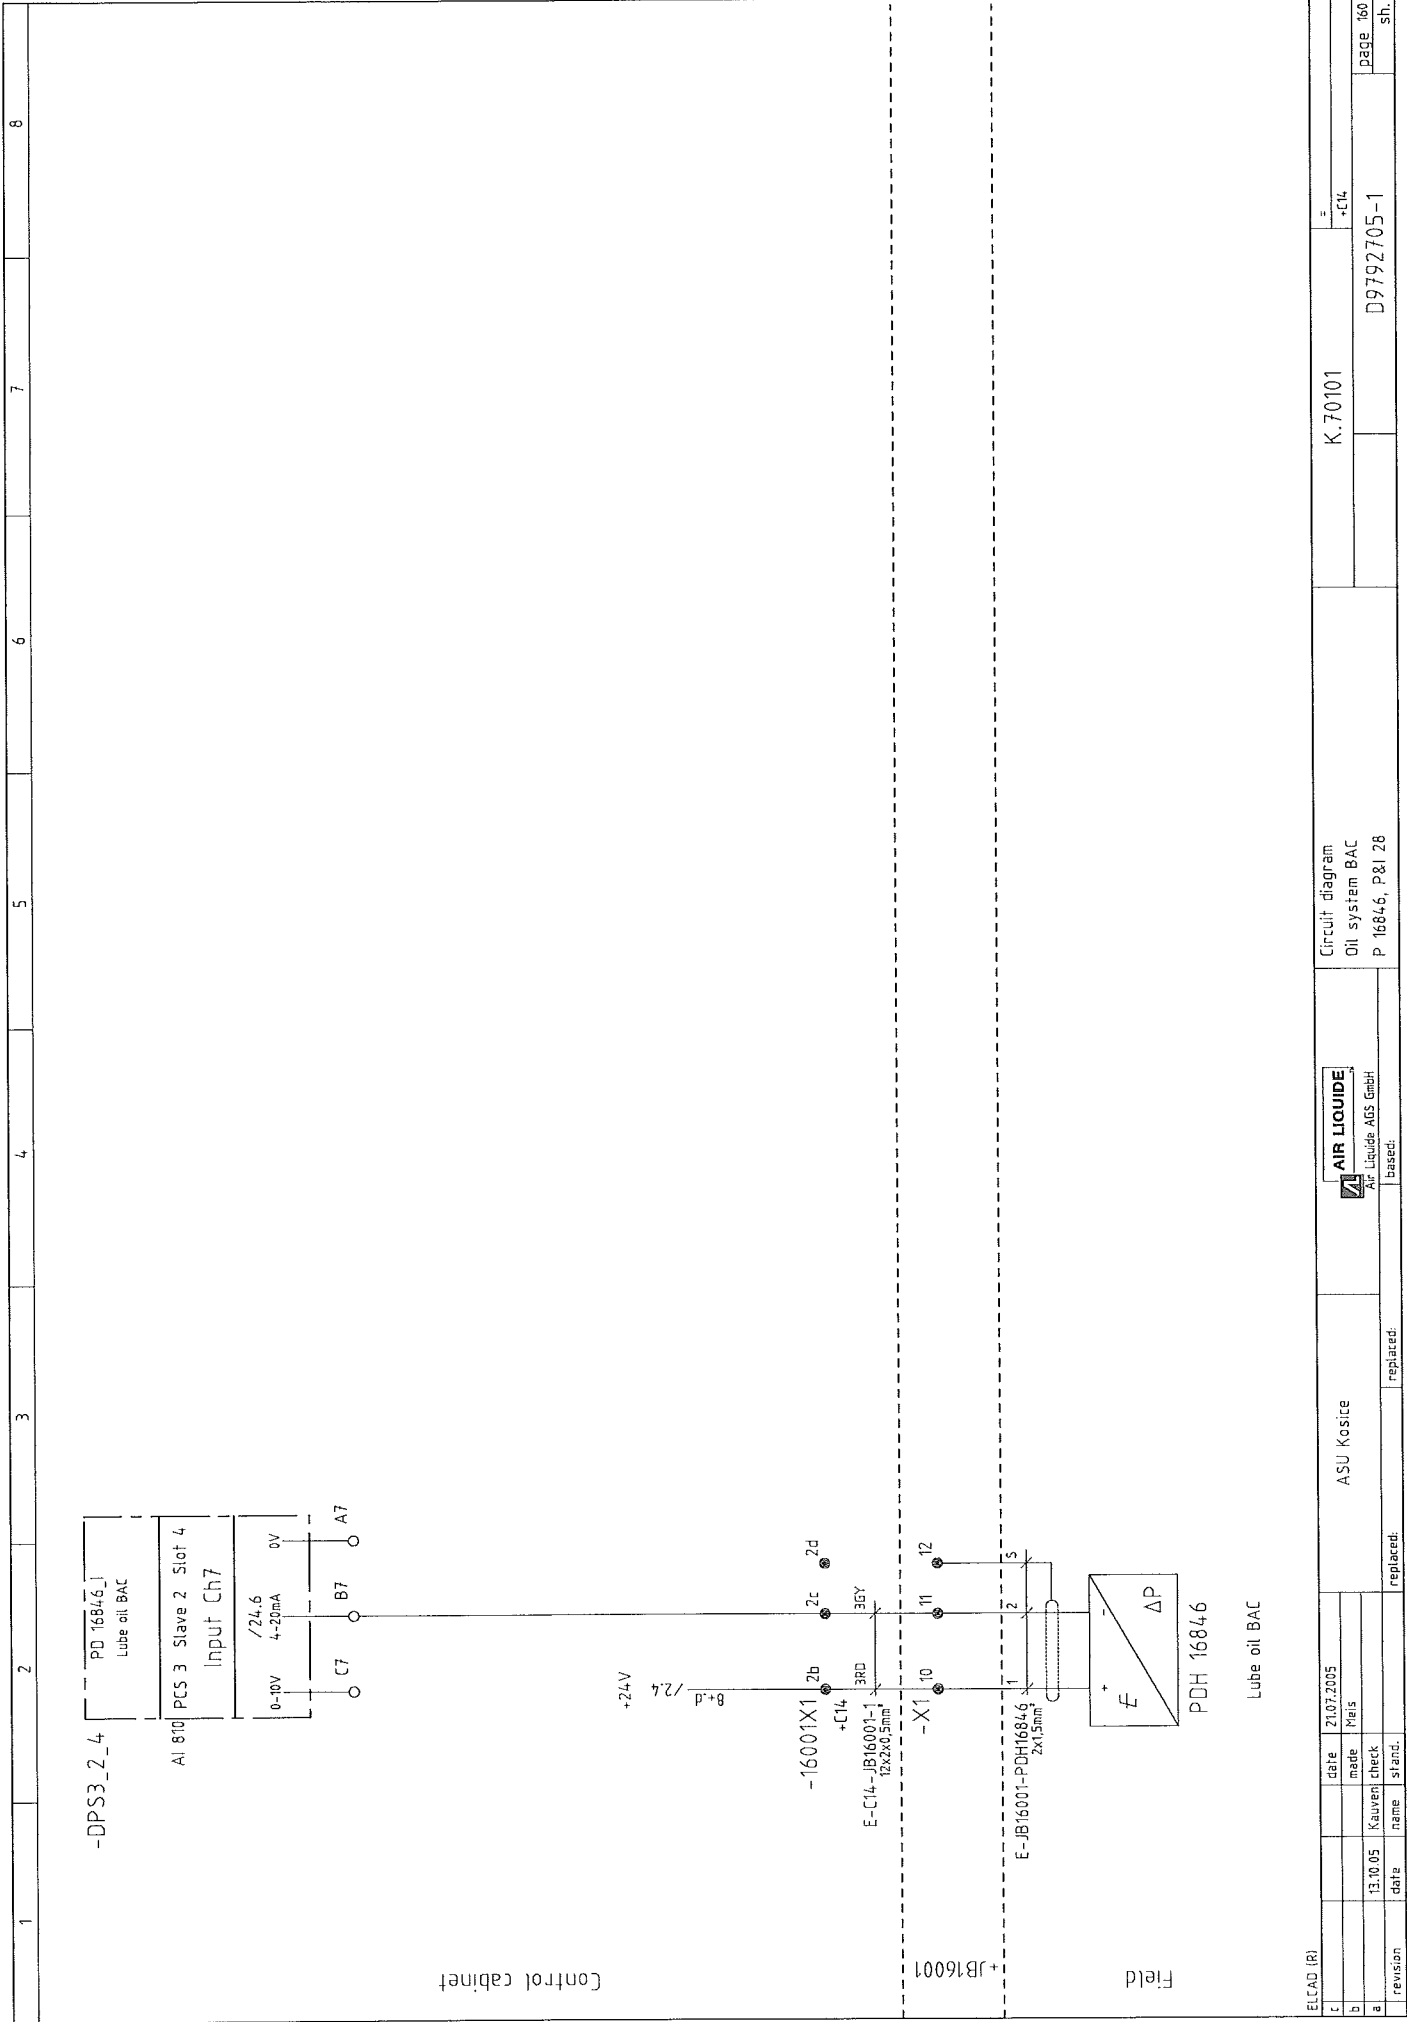 1 2 3 4 5 6 7 8
-DPS3_2_4
PD 16846_I
Lube oil BAC
AI 810 PCS 3 Slave 2 Slot 4
Input Ch7
/24.6
0-10V 4-20mA 0V
C7 B7 A7
Control cabinet
+24V
/2.4
8+.d
-16001X1 2b 2c 2d
+C14
3RD 3GY
E-C14-JB16001-1
12x2x0,5mm²
+JB16001
-X1 10 11 12
1 2 S
E-JB16001-PDH16846
2x1,5mm²
Field
+ -
E ΔP
PDH 16846
Lube oil BAC
ELCAD (R)
c
b
a 13.10.05 Kauven
revision date name
date 21.07.2005
made Meis
check
stand.
ASU Kosice
replaced:
replaced:
AIR LIQUIDE
Air Liquide AGS GmbH
based:
Circuit diagram
Oil system BAC
P 16846, P&I 28
K.70101
=
+C14
D9792705-1
page 160
sh.